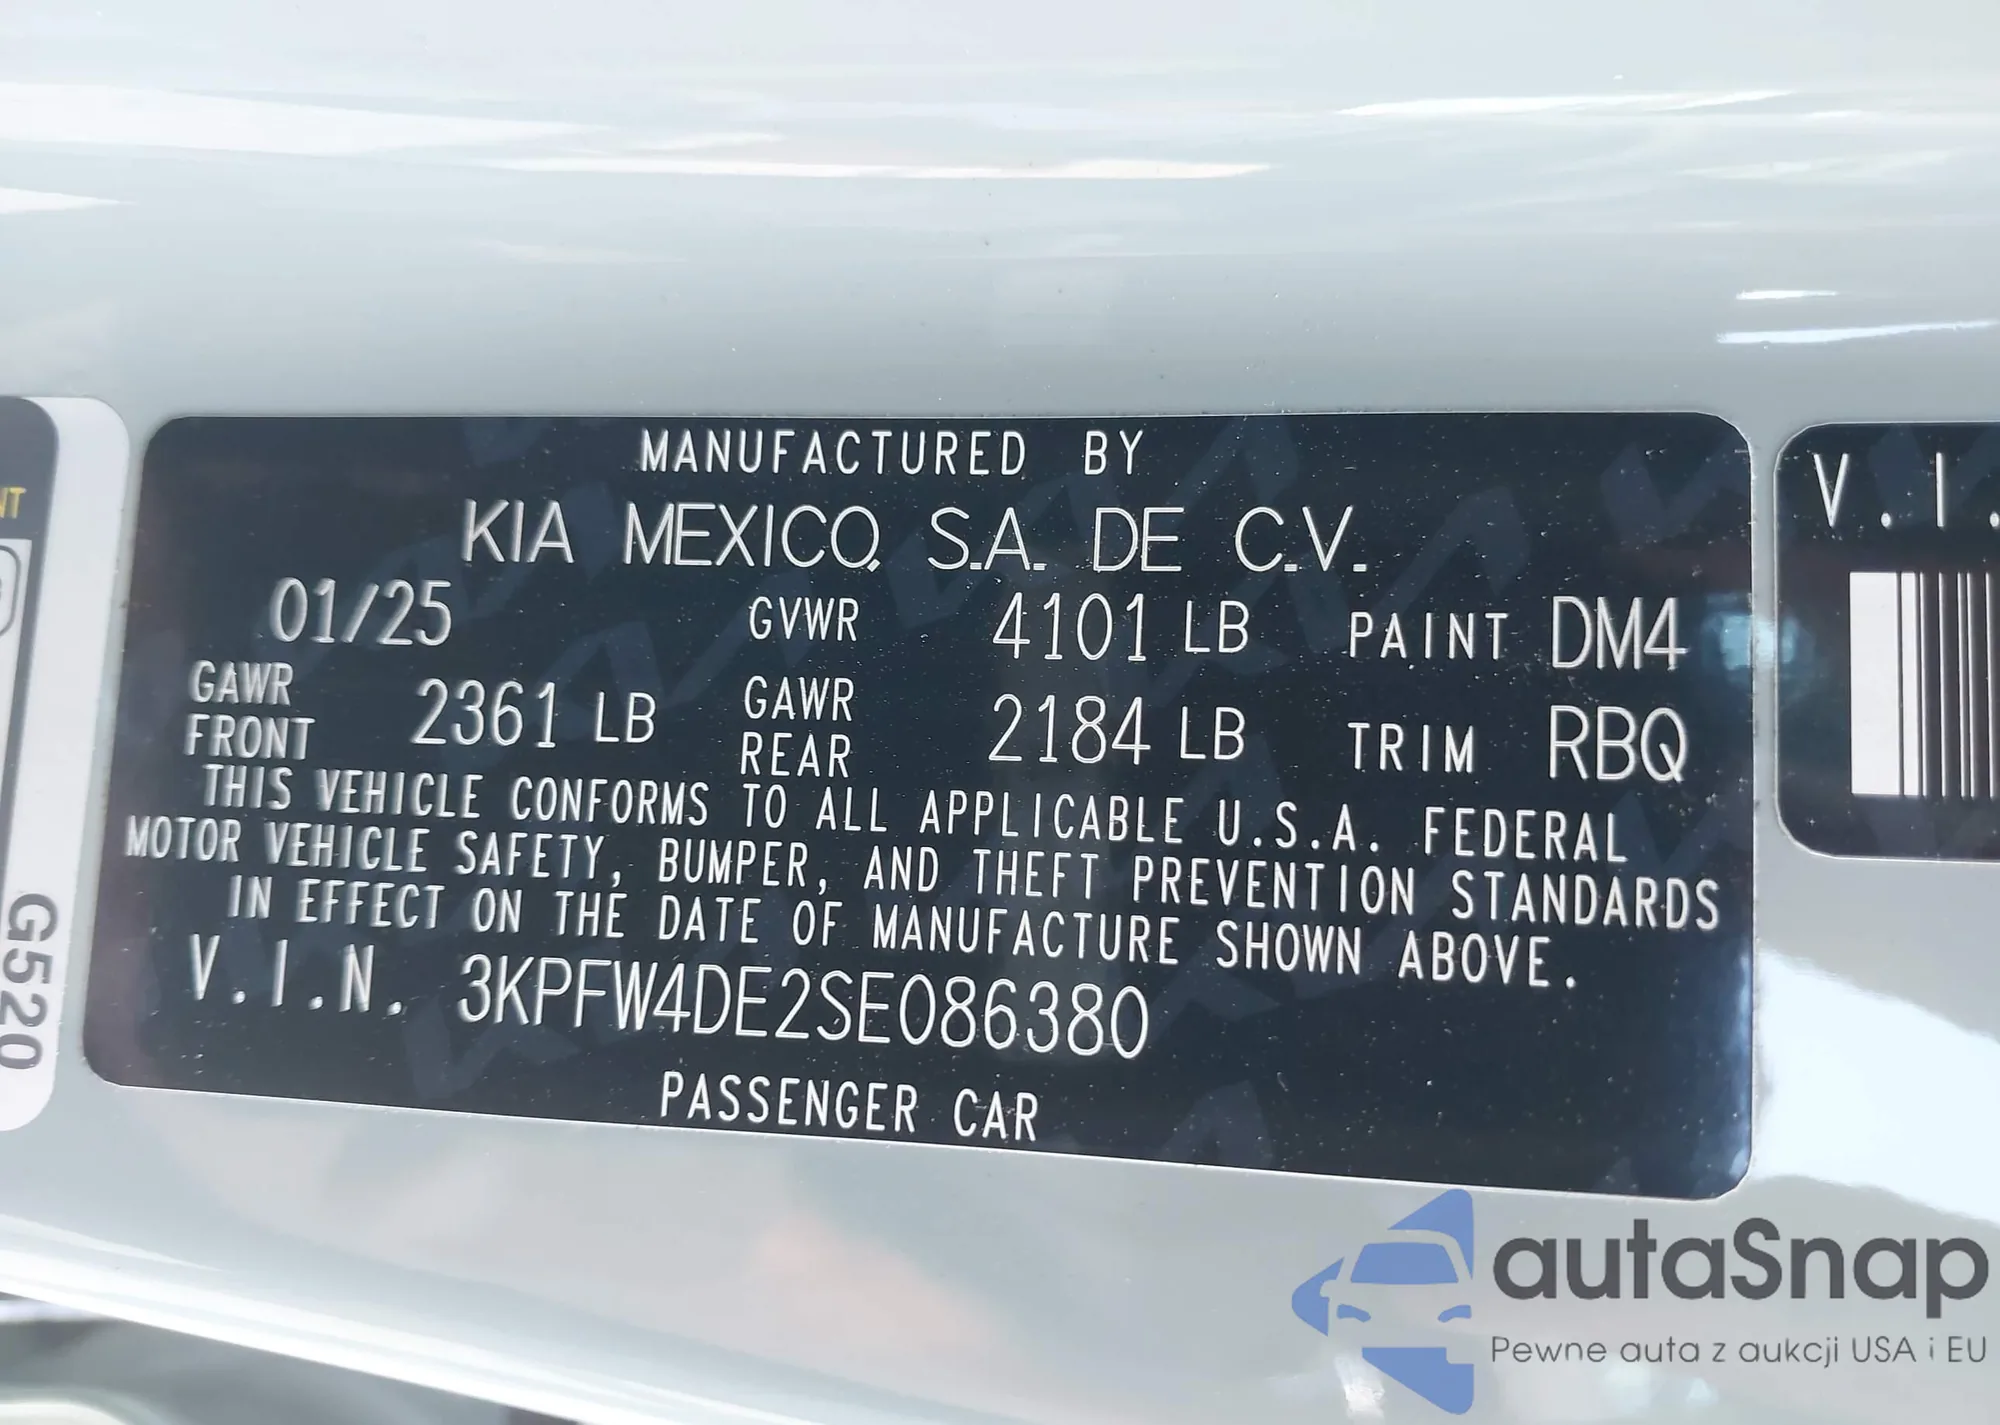 MANUFACTURED BY
KIA MEXICO, S.A. DE C.V.
01/25 GVWR 4101 LB PAINT DM4
GAWR FRONT 2361 LB GAWR REAR 2184 LB TRIM RBQ
THIS VEHICLE CONFORMS TO ALL APPLICABLE U.S.A. FEDERAL
MOTOR VEHICLE SAFETY, BUMPER, AND THEFT PREVENTION STANDARDS
IN EFFECT ON THE DATE OF MANUFACTURE SHOWN ABOVE.
V.I.N. 3KPFW4DE2SE086380
PASSENGER CAR
V.I.
G520
autaSnap
Pewne auta z aukcji USA i EU